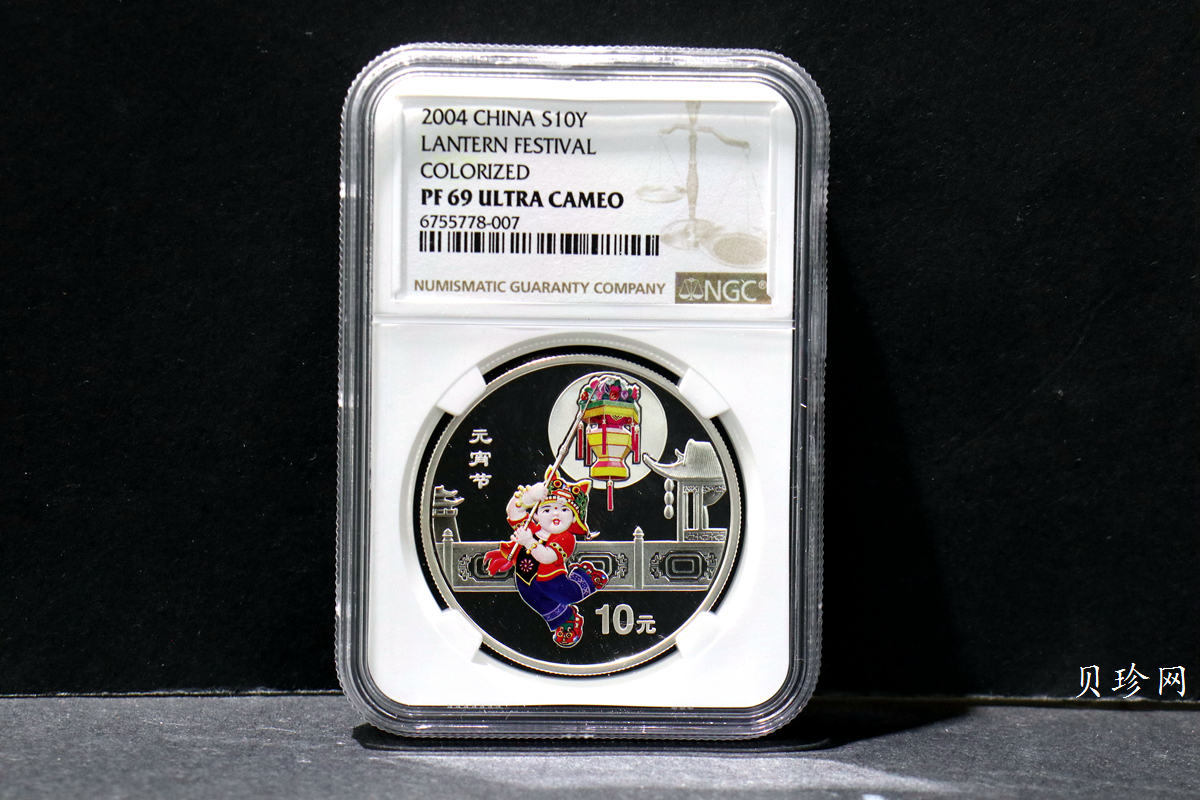 2004 CHINA S10Y
LANTERN FESTIVAL
COLORIZED
PF 69 ULTRA CAMEO
6755778-007
NUMISMATIC GUARANTY COMPANY
NGC®
元宵节
10元
贝珍网